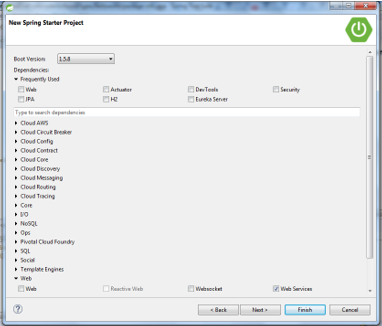 New Spring Starter Project
Boot Version: 1.5.8
Dependencies:
Frequently Used
Web Actuator DevTools Security
JPA H2 Eureka Server
Type to search dependencies
Cloud AWS
Cloud Circuit Breaker
Cloud Config
Cloud Contract
Cloud Core
Cloud Discovery
Cloud Messaging
Cloud Routing
Cloud Tracing
Core
I/O
NoSQL
Ops
Pivotal Cloud Foundry
SQL
Social
Template Engines
Web
Web Reactive Web Websocket Web Services
? < Back Next > Finish Cancel